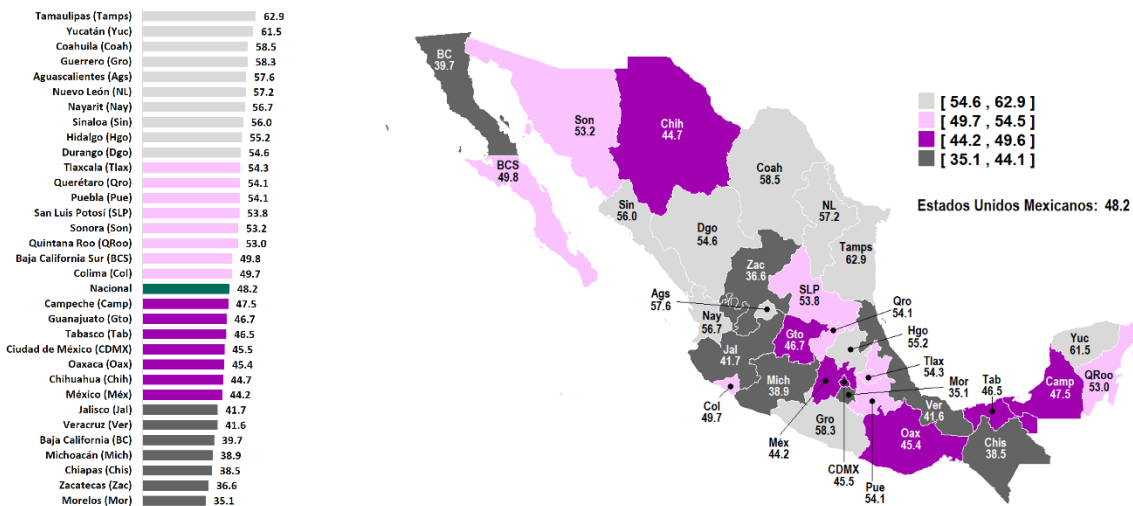 Tamaulipas (Tamps) 62.9
Yucatán (Yuc) 61.5
Coahuila (Coah) 58.5
Guerrero (Gro) 58.3
Aguascalientes (Ags) 57.6
Nuevo León (NL) 57.2
Nayarit (Nay) 56.7
Sinaloa (Sin) 56.0
Hidalgo (Hgo) 55.2
Durango (Dgo) 54.6
Tlaxcala (Tlax) 54.3
Querétaro (Qro) 54.1
Puebla (Pue) 54.1
San Luis Potosí (SLP) 53.8
Sonora (Son) 53.2
Quintana Roo (QRoo) 53.0
Baja California Sur (BCS) 49.8
Colima (Col) 49.7
Nacional 48.2
Campeche (Camp) 47.5
Guanajuato (Gto) 46.7
Tabasco (Tab) 46.5
Ciudad de México (CDMX) 45.5
Oaxaca (Oax) 45.4
Chihuahua (Chih) 44.7
México (Méx) 44.2
Jalisco (Jal) 41.7
Veracruz (Ver) 41.6
Baja California (BC) 39.7
Michoacán (Mich) 38.9
Chiapas (Chis) 38.5
Zacatecas (Zac) 36.6
Morelos (Mor) 35.1
BC
39.7
Son
53.2
Chih
44.7
BCS
49.8
Coah
58.5
Sin
56.0
NL
57.2
Dgo
54.6
Tamps
62.9
Zac
36.6
SLP
53.8
Ags
57.6
Nay
56.7
Qro
54.1
Gto
46.7
Hgo
55.2
Jal
41.7
Tlax
54.3
Mich
38.9
Mor
35.1
Col
49.7
Méx
44.2
Gro
58.3
CDMX
45.5
Pue
54.1
Oax
45.4
Ver
41.6
Tab
46.5
Chis
38.5
Camp
47.5
Yuc
61.5
QRoo
53.0
[ 54.6 , 62.9 ]
[ 49.7 , 54.5 ]
[ 44.2 , 49.6 ]
[ 35.1 , 44.1 ]
Estados Unidos Mexicanos: 48.2